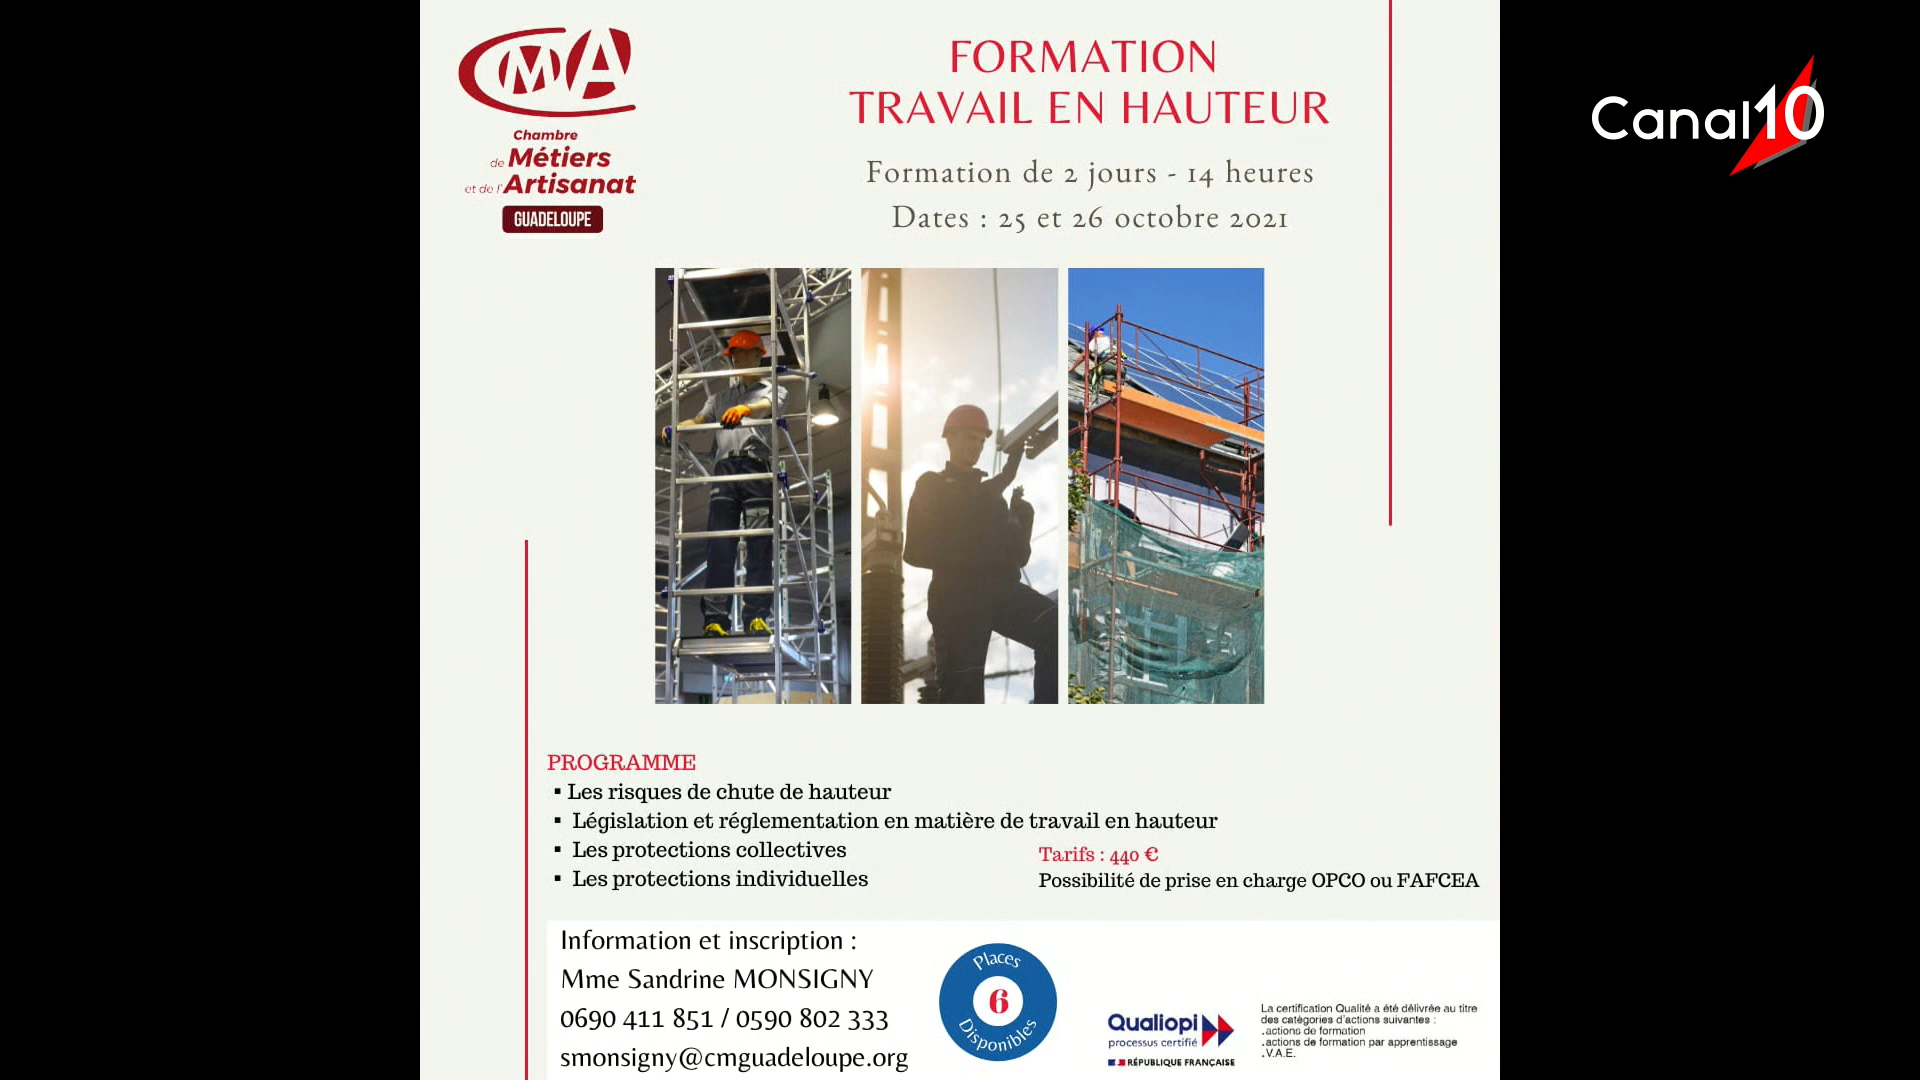 CMA
Chambre
de Métiers
et de l'Artisanat
GUADELOUPE
FORMATION
TRAVAIL EN HAUTEUR
Formation de 2 jours - 14 heures
Dates : 25 et 26 octobre 2021
Canal10
PROGRAMME
▪ Les risques de chute de hauteur
▪ Législation et réglementation en matière de travail en hauteur
▪ Les protections collectives
▪ Les protections individuelles
Tarifs : 440 €
Possibilité de prise en charge OPCO ou FAFCEA
Information et inscription :
Mme Sandrine MONSIGNY
0690 411 851 / 0590 802 333
smonsigny@cmguadeloupe.org
Places
6
Disponibles
Qualiopi
processus certifié
RÉPUBLIQUE FRANÇAISE
La certification Qualité a été délivrée au titre
des catégories d'actions suivantes :
.actions de formation
.actions de formation par apprentissage
.V.A.E.